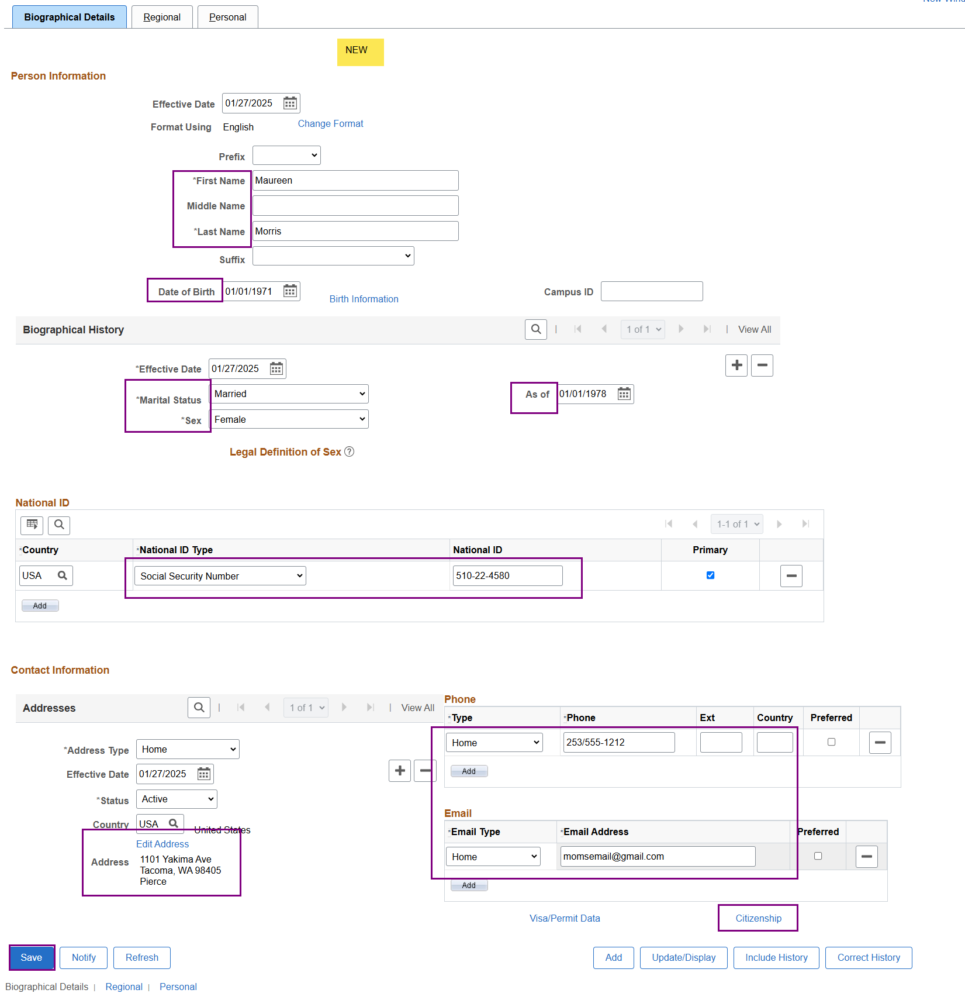 New Wind
Biographical Details
Regional
Personal
NEW
Person Information
Effective Date 01/27/2025
Format Using English Change Format
Prefix
*First Name Maureen
Middle Name
*Last Name Morris
Suffix
Date of Birth 01/01/1971 Birth Information Campus ID
Biographical History | 1 of 1 | View All
*Effective Date 01/27/2025
*Marital Status Married As of 01/01/1978
*Sex Female
Legal Definition of Sex ?
National ID
1-1 of 1
*Country *National ID Type National ID Primary
USA Social Security Number 510-22-4580
Add
Contact Information
Addresses | 1 of 1 | View All
*Address Type Home
Effective Date 01/27/2025
*Status Active
Country USA United States
Edit Address
Address 1101 Yakima Ave
Tacoma, WA 98405
Pierce
Phone
*Type *Phone Ext Country Preferred
Home 253/555-1212
Add
Email
*Email Type *Email Address Preferred
Home momsemail@gmail.com
Add
Visa/Permit Data Citizenship
Save Notify Refresh Add Update/Display Include History Correct History
Biographical Details | Regional | Personal